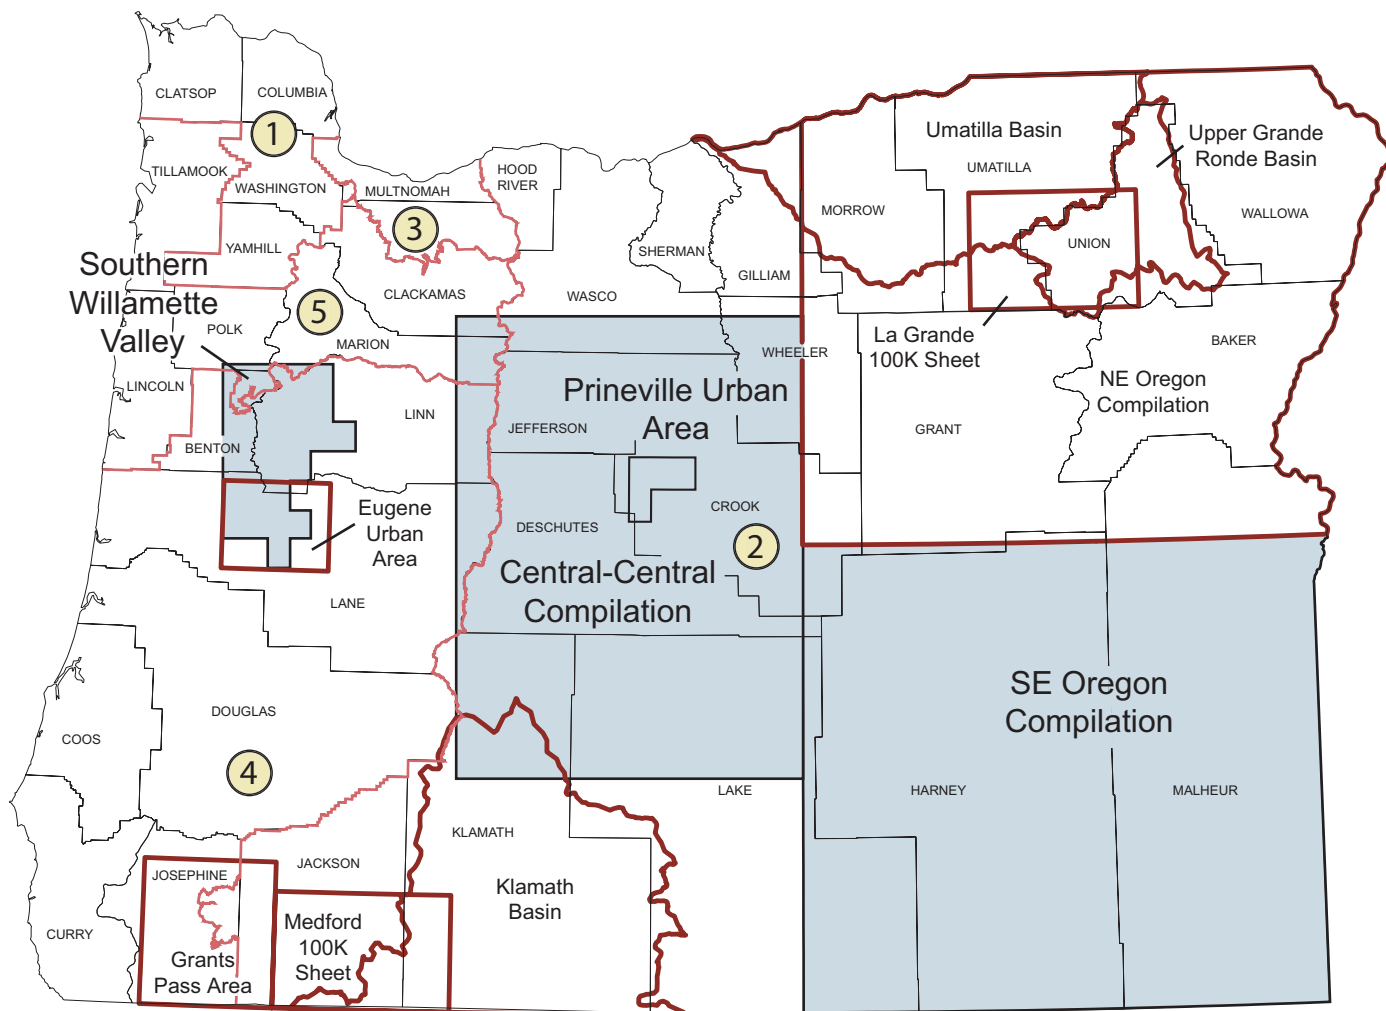 CLATSOP
COLUMBIA
1
TILLAMOOK
WASHINGTON
MULTNOMAH
HOOD
RIVER
3
YAMHILL
CLACKAMAS
SHERMAN
GILLIAM
WASCO
MORROW
Umatilla Basin
UMATILLA
Upper Grande
Ronde Basin
WALLOWA
UNION
La Grande
100K Sheet
BAKER
NE Oregon
Compilation
GRANT
WHEELER
Southern
Willamette
Valley
5
POLK
MARION
LINCOLN
BENTON
LINN
JEFFERSON
Prineville Urban
Area
CROOK
DESCHUTES
2
Central-Central
Compilation
Eugene
Urban
Area
LANE
DOUGLAS
COOS
4
SE Oregon
Compilation
HARNEY
MALHEUR
LAKE
KLAMATH
Klamath
Basin
JACKSON
JOSEPHINE
CURRY
Grants
Pass Area
Medford
100K
Sheet